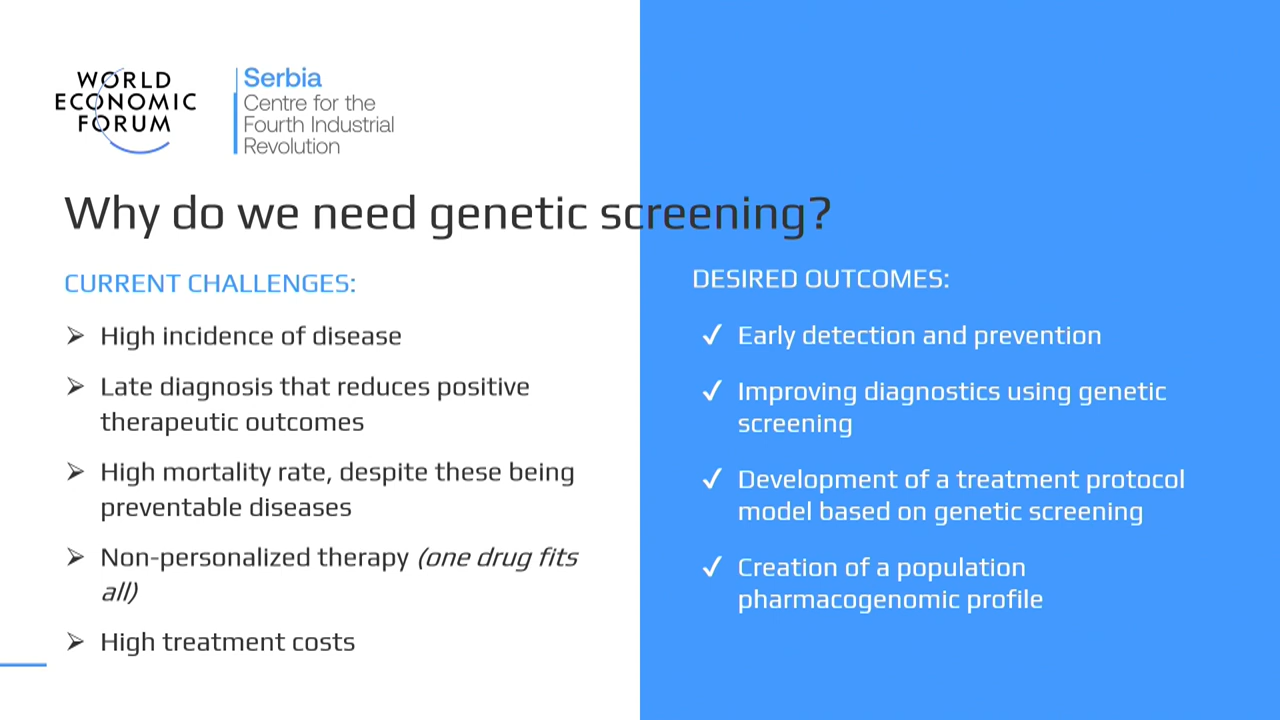 WORLD
ECONOMIC
FORUM
Serbia
Centre for the
Fourth Industrial
Revolution
Why do we need genetic screening?
CURRENT CHALLENGES:
High incidence of disease
Late diagnosis that reduces positive
therapeutic outcomes
High mortality rate, despite these being
preventable diseases
Non-personalized therapy (one drug fits
all)
High treatment costs
DESIRED OUTCOMES:
Early detection and prevention
Improving diagnostics using genetic
screening
Development of a treatment protocol
model based on genetic screening
Creation of a population
pharmacogenomic profile